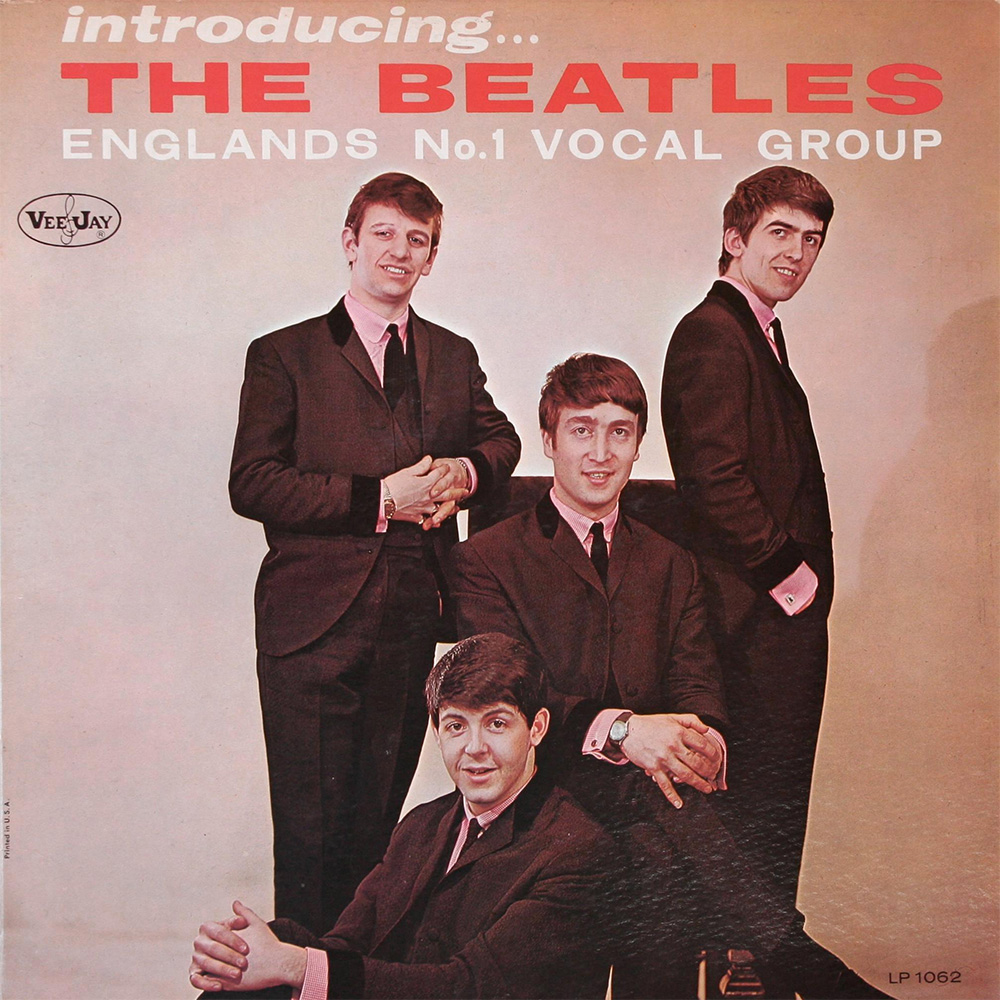 introducing...
THE BEATLES
ENGLANDS No.1 VOCAL GROUP
VEE JAY
®
Printed in U.S.A.
LP 1062